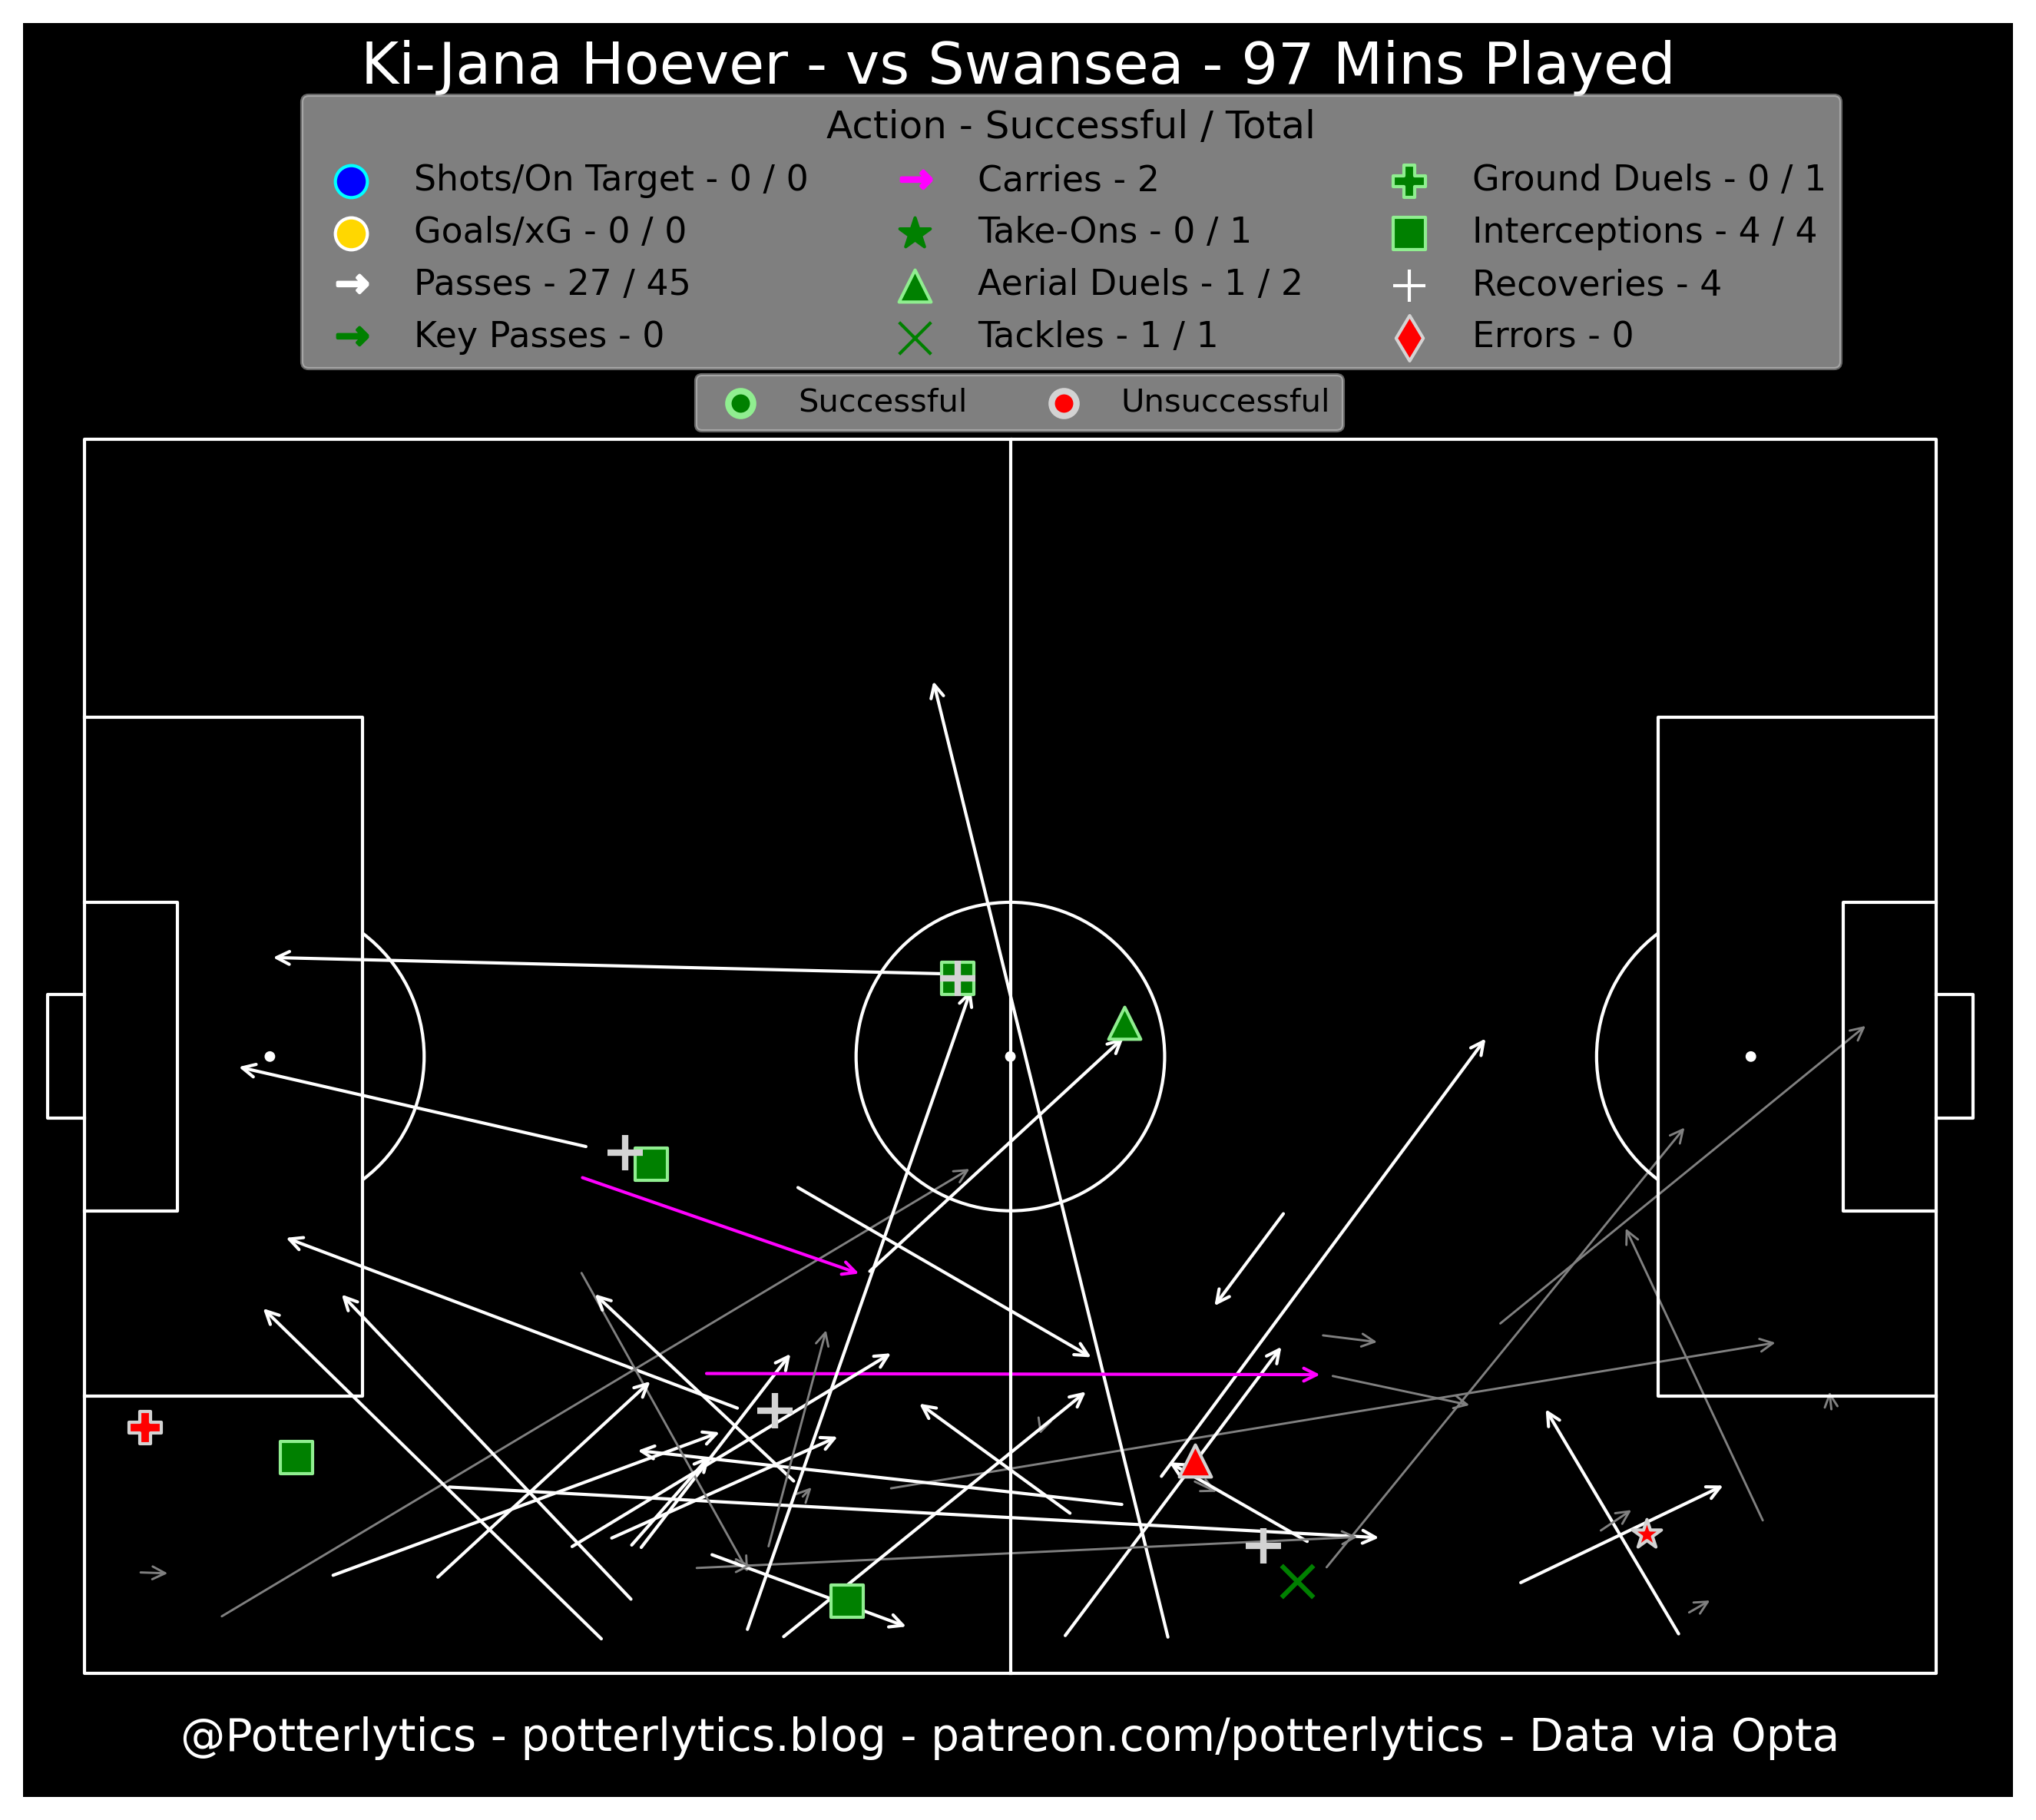 Ki-Jana Hoever - vs Swansea - 97 Mins Played
Action - Successful / Total
Shots/On Target - 0 / 0
Goals/xG - 0 / 0
Passes - 27 / 45
Key Passes - 0
Carries - 2
Take-Ons - 0 / 1
Aerial Duels - 1 / 2
Tackles - 1 / 1
Ground Duels - 0 / 1
Interceptions - 4 / 4
Recoveries - 4
Errors - 0
Successful
Unsuccessful
@Potterlytics - potterlytics.blog - patreon.com/potterlytics - Data via Opta